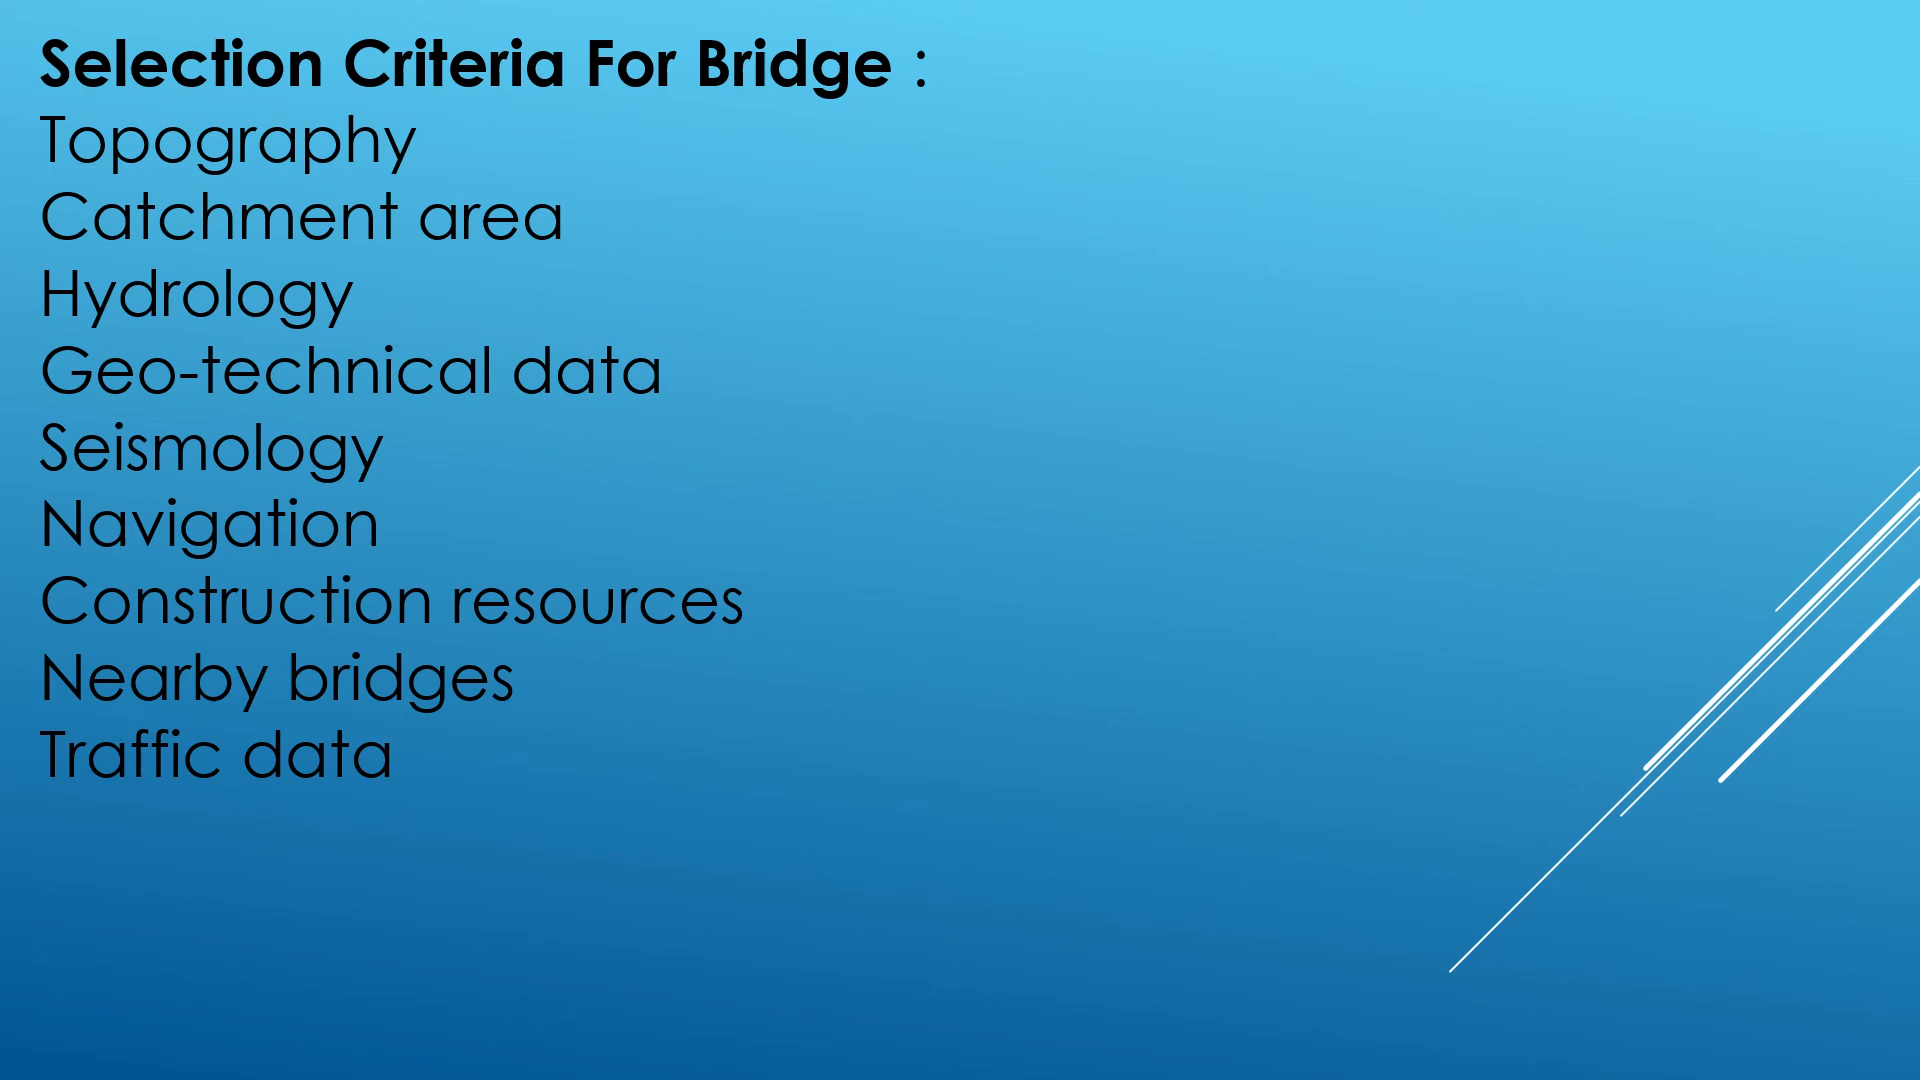 Selection Criteria For Bridge :
Topography
Catchment area
Hydrology
Geo-technical data
Seismology
Navigation
Construction resources
Nearby bridges
Traffic data